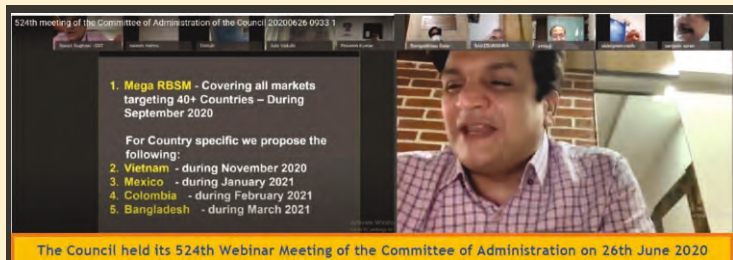 524th meeting of the Committee of Administration of the Council 20200626 0933 1
1. Mega RBSM - Covering all markets
targeting 40+ Countries – During
September 2020
For Country specific we propose the
following:
2. Vietnam - during November 2020
3. Mexico - during January 2021
4. Colombia - during February 2021
5. Bangladesh - during March 2021
The Council held its 524th Webinar Meeting of the Committee of Administration on 26th June 2020